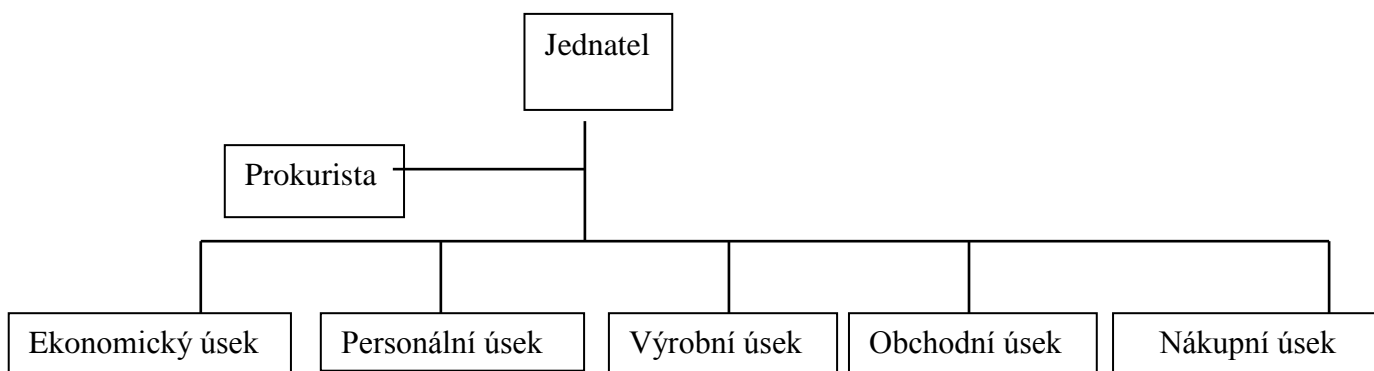 Jednatel
Prokurista
Ekonomický úsek
Personální úsek
Výrobní úsek
Obchodní úsek
Nákupní úsek